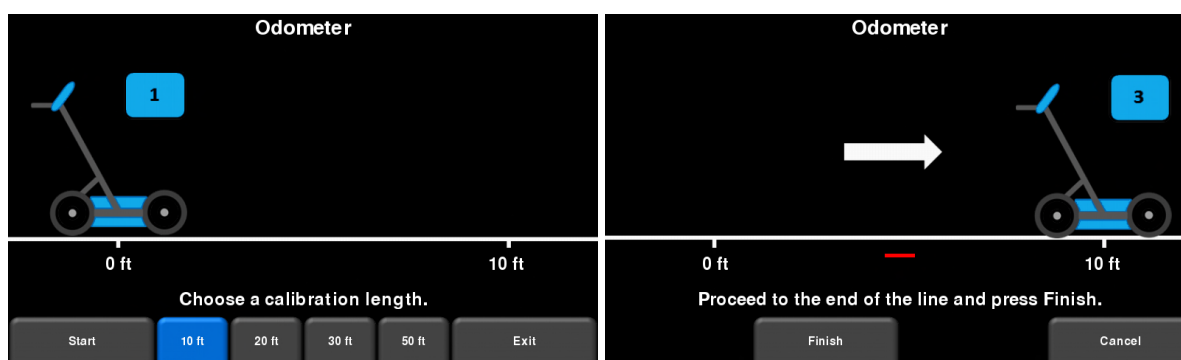 Odometer
1
0 ft
10 ft
Choose a calibration length.
Start
10 ft
20 ft
30 ft
50 ft
Exit
Odometer
3
0 ft
10 ft
Proceed to the end of the line and press Finish.
Finish
Cancel